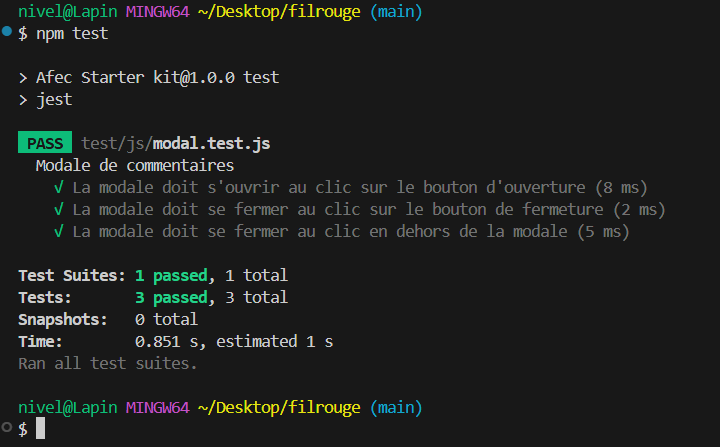 nivel@Lapin MINGW64 ~/Desktop/filrouge (main)
$ npm test
> Afec Starter kit@1.0.0 test
> jest
PASS test/js/modal.test.js
Modale de commentaires
√ La modale doit s'ouvrir au clic sur le bouton d'ouverture (8 ms)
√ La modale doit se fermer au clic sur le bouton de fermeture (2 ms)
√ La modale doit se fermer au clic en dehors de la modale (5 ms)
Test Suites: 1 passed, 1 total
Tests:       3 passed, 3 total
Snapshots:   0 total
Time:        0.851 s, estimated 1 s
Ran all test suites.
nivel@Lapin MINGW64 ~/Desktop/filrouge (main)
$